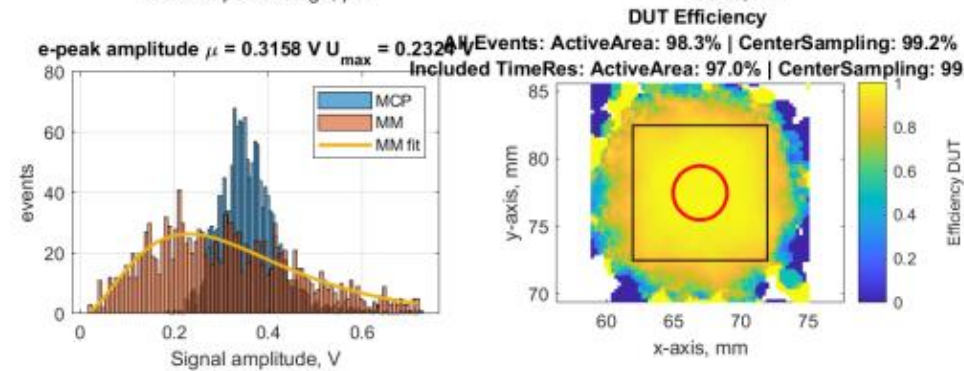 DUT Efficiency
e-peak amplitude μ = 0.3158 V Umax = 0.2324 V
All Events: ActiveArea: 98.3% | CenterSampling: 99.2%
Included TimeRes: ActiveArea: 97.0% | CenterSampling: 99
80
60
40
20
0
events
MCP
MM
MM fit
0
0.2
0.4
0.6
Signal amplitude, V
85
80
75
70
y-axis, mm
60
65
70
75
x-axis, mm
1
0.8
0.6
0.4
0.2
0
Efficiency DUT